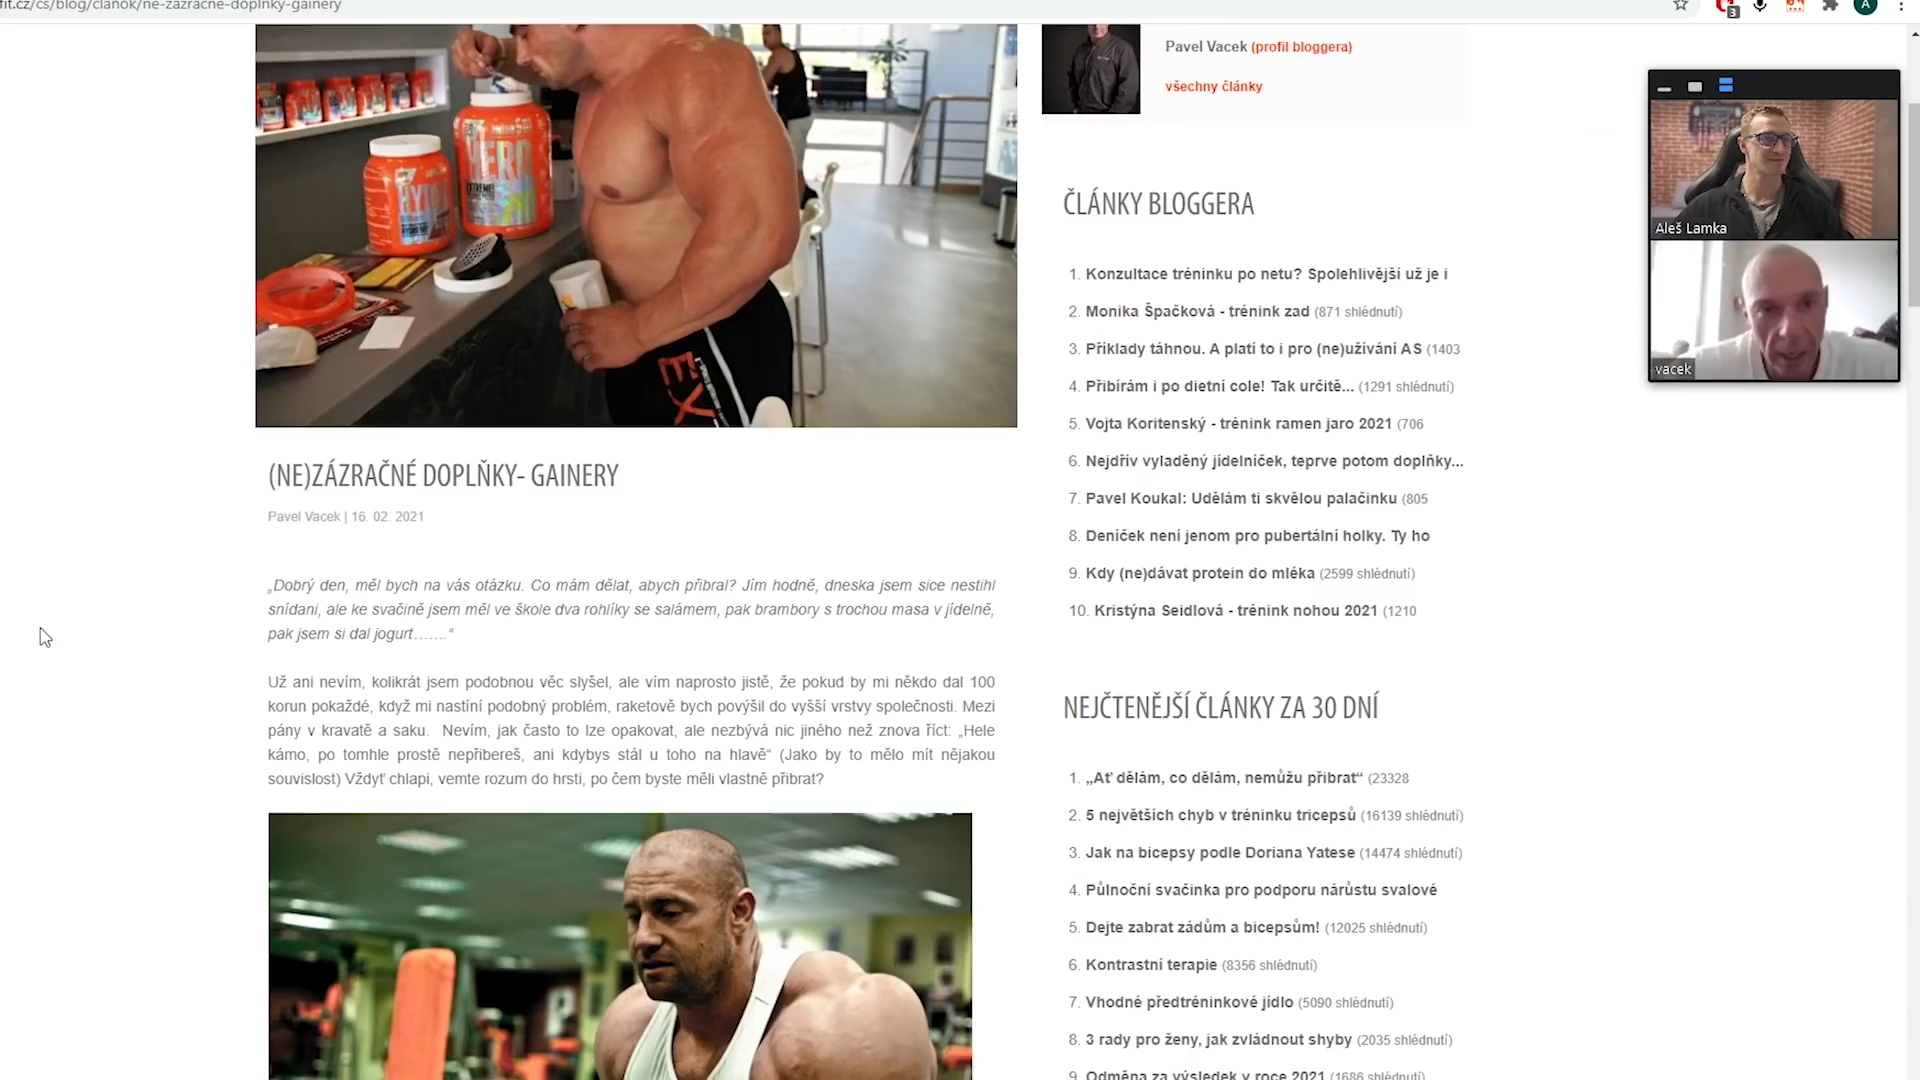 fit.cz/cs/blog/clanok/ne-zazracne-doplnky-gainery
3
A
HERO
EX
(NE)ZÁZRAČNÉ DOPLŇKY- GAINERY
Pavel Vacek | 16. 02. 2021
„Dobrý den, měl bych na vás otázku. Co mám dělat, abych přibral? Jím hodně, dneska jsem sice nestihl
snídani, ale ke svačině jsem měl ve škole dva rohlíky se salámem, pak brambory s trochou masa v jídelně,
pak jsem si dal jogurt…….“
Už ani nevím, kolikrát jsem podobnou věc slyšel, ale vím naprosto jistě, že pokud by mi někdo dal 100
korun pokaždé, když mi nastíní podobný problém, raketově bych povýšil do vyšší vrstvy společnosti. Mezi
pány v kravatě a saku. Nevím, jak často to lze opakovat, ale nezbývá nic jiného než znova říct: „Hele
kámo, po tomhle prostě nepřibereš, ani kdybys stál u toho na hlavě“ (Jako by to mělo mít nějakou
souvislost) Vždyť chlapi, vemte rozum do hrsti, po čem byste měli vlastně přibrat?
Pavel Vacek (profil bloggera)
všechny články
ČLÁNKY BLOGGERA
1. Konzultace tréninku po netu? Spolehlivější už je i
2. Monika Špačková - trénink zad (871 shlédnutí)
3. Příklady táhnou. A platí to i pro (ne)užívání AS (1403
4. Přibírám i po dietní cole! Tak určitě... (1291 shlédnutí)
5. Vojta Koritenský - trénink ramen jaro 2021 (706
6. Nejdřív vyladěný jídelníček, teprve potom doplňky...
7. Pavel Koukal: Udělám ti skvělou palačinku (805
8. Deníček není jenom pro pubertální holky. Ty ho
9. Kdy (ne)dávat protein do mléka (2599 shlédnutí)
10. Kristýna Seidlová - trénink nohou 2021 (1210
NEJČTENĚJŠÍ ČLÁNKY ZA 30 DNÍ
1. „Ať dělám, co dělám, nemůžu přibrat“ (23328
2. 5 největších chyb v tréninku tricepsů (16139 shlédnutí)
3. Jak na bicepsy podle Doriana Yatese (14474 shlédnutí)
4. Půlnoční svačinka pro podporu nárůstu svalové
5. Dejte zabrat zádům a bicepsům! (12025 shlédnutí)
6. Kontrastní terapie (8356 shlédnutí)
7. Vhodné předtréninkové jídlo (5090 shlédnutí)
8. 3 rady pro ženy, jak zvládnout shyby (2035 shlédnutí)
9. Odměna za výsledek v roce 2021 (1686 shlédnutí)
Aleš Lamka
vacek